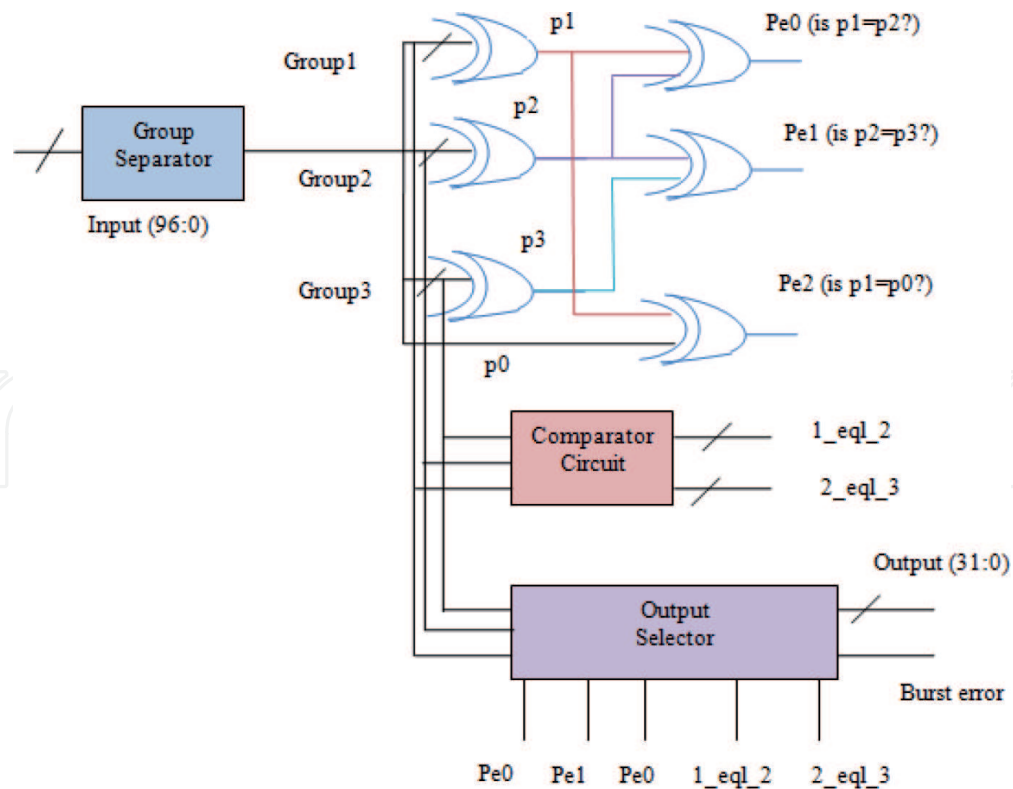 p1
Pe0 (is p1=p2?)
Group1
p2
Group
Separator
Pe1 (is p2=p3?)
Group2
Input (96:0)
p3
Group3
Pe2 (is p1=p0?)
p0
Comparator
Circuit
1_eql_2
2_eql_3
Output (31:0)
Output
Selector
Burst error
Pe0
Pe1
Pe0
1_eql_2
2_eql_3